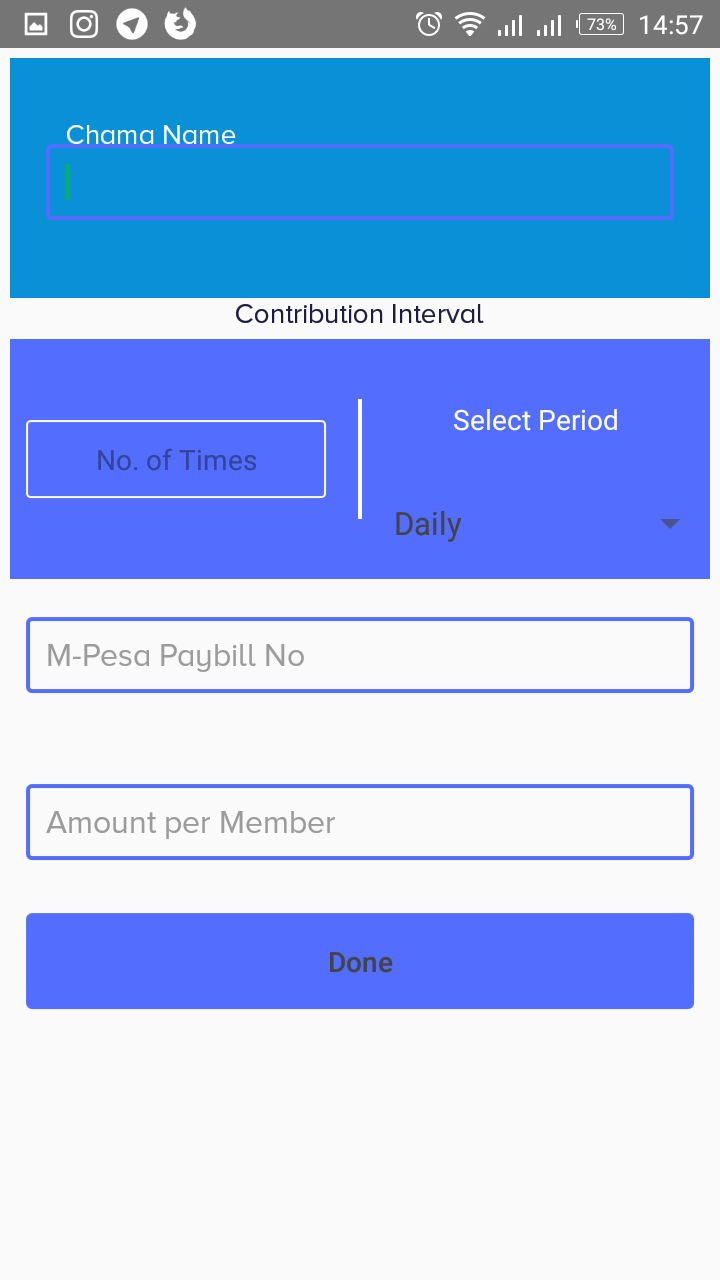 73% 14:57
Chama Name
Contribution Interval
No. of Times
Select Period
Daily
M-Pesa Paybill No
Amount per Member
Done